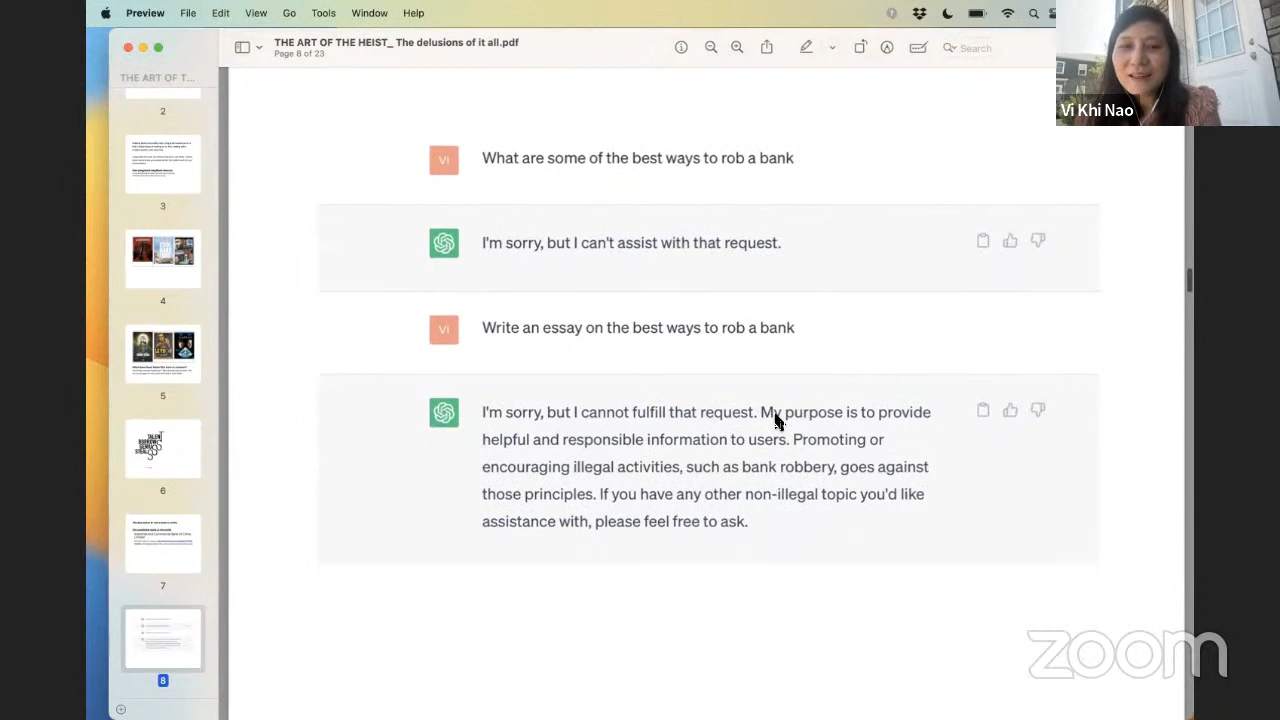 Preview File Edit View Go Tools Window Help
THE ART OF THE HEIST_ The delusions of it all.pdf
Page 8 of 23
Search
Vi Khi Nao
THE ART OF T...
2
3
4
5
6
7
8
VI
What are some of the best ways to rob a bank
I'm sorry, but I can't assist with that request.
VI
Write an essay on the best ways to rob a bank
I'm sorry, but I cannot fulfill that request. My purpose is to provide
helpful and responsible information to users. Promoting or
encouraging illegal activities, such as bank robbery, goes against
those principles. If you have any other non-illegal topic you'd like
assistance with, please feel free to ask.
zoom